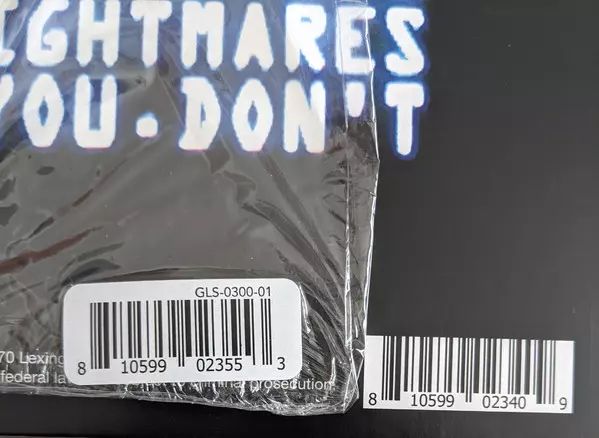 IGHTMARES
YOU·DON'T
GLS-0300-01
8 10599 02355 3
70 Lexing
federal la
criminal prosecution
8 10599 02340 9